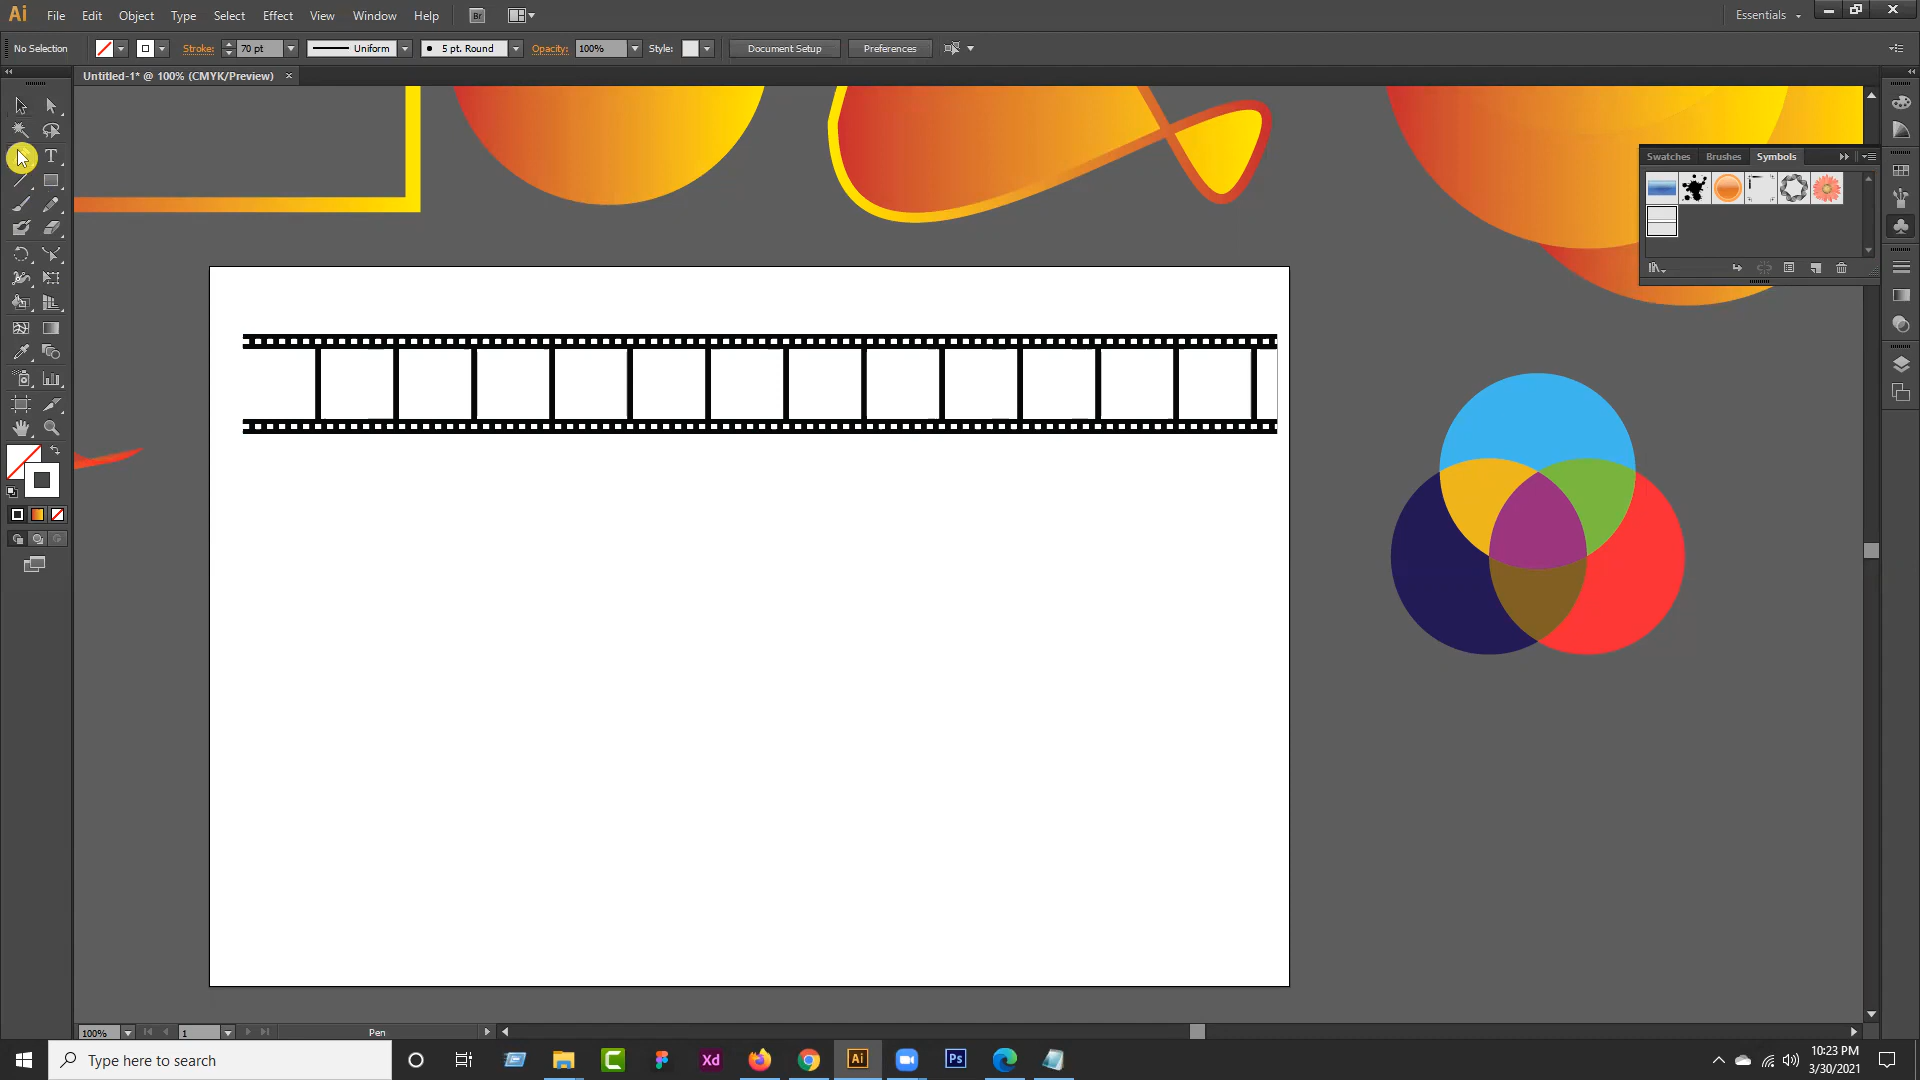 Ai File Edit Object Type Select Effect View Window Help Br Essentials
No Selection Stroke: 70 pt Uniform 5 pt. Round Opacity: 100% Style: Document Setup Preferences
Untitled-1* @ 100% (CMYK/Preview)
T
Swatches Brushes Symbols
100% 1 Pen
Type here to search
Xd Ai Ps
10:23 PM
3/30/2021